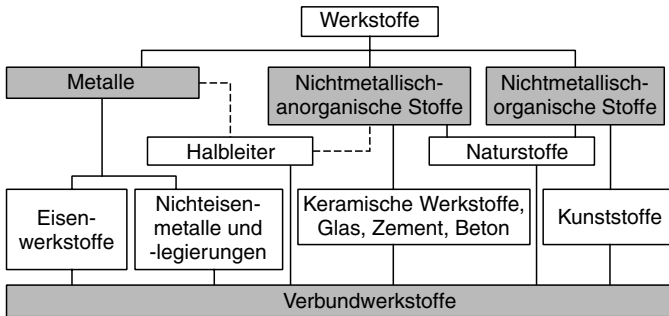 Werkstoffe
Metalle
Nichtmetallisch-
anorganische Stoffe
Nichtmetallisch-
organische Stoffe
Halbleiter
Naturstoffe
Eisen-
werkstoffe
Nichteisen-
metalle und
-legierungen
Keramische Werkstoffe,
Glas, Zement, Beton
Kunststoffe
Verbundwerkstoffe